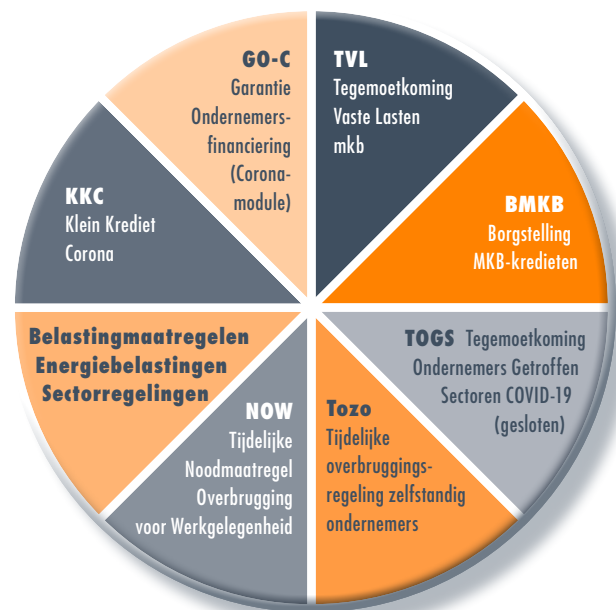 GO-C
Garantie
Ondernemers-
financiering
(Corona-
module)
TVL
Tegemoetkoming
Vaste Lasten
mkb
BMKB
Borgstelling
MKB-kredieten
TOGS Tegemoetkoming
Ondernemers Getroffen
Sectoren COVID-19
(gesloten)
Tozo
Tijdelijke
overbruggings-
regeling zelfstandig
ondernemers
NOW
Tijdelijke
Noodmaatregel
Overbrugging
voor Werkgelegenheid
Belastingmaatregelen
Energiebelastingen
Sectorregelingen
KKC
Klein Krediet
Corona